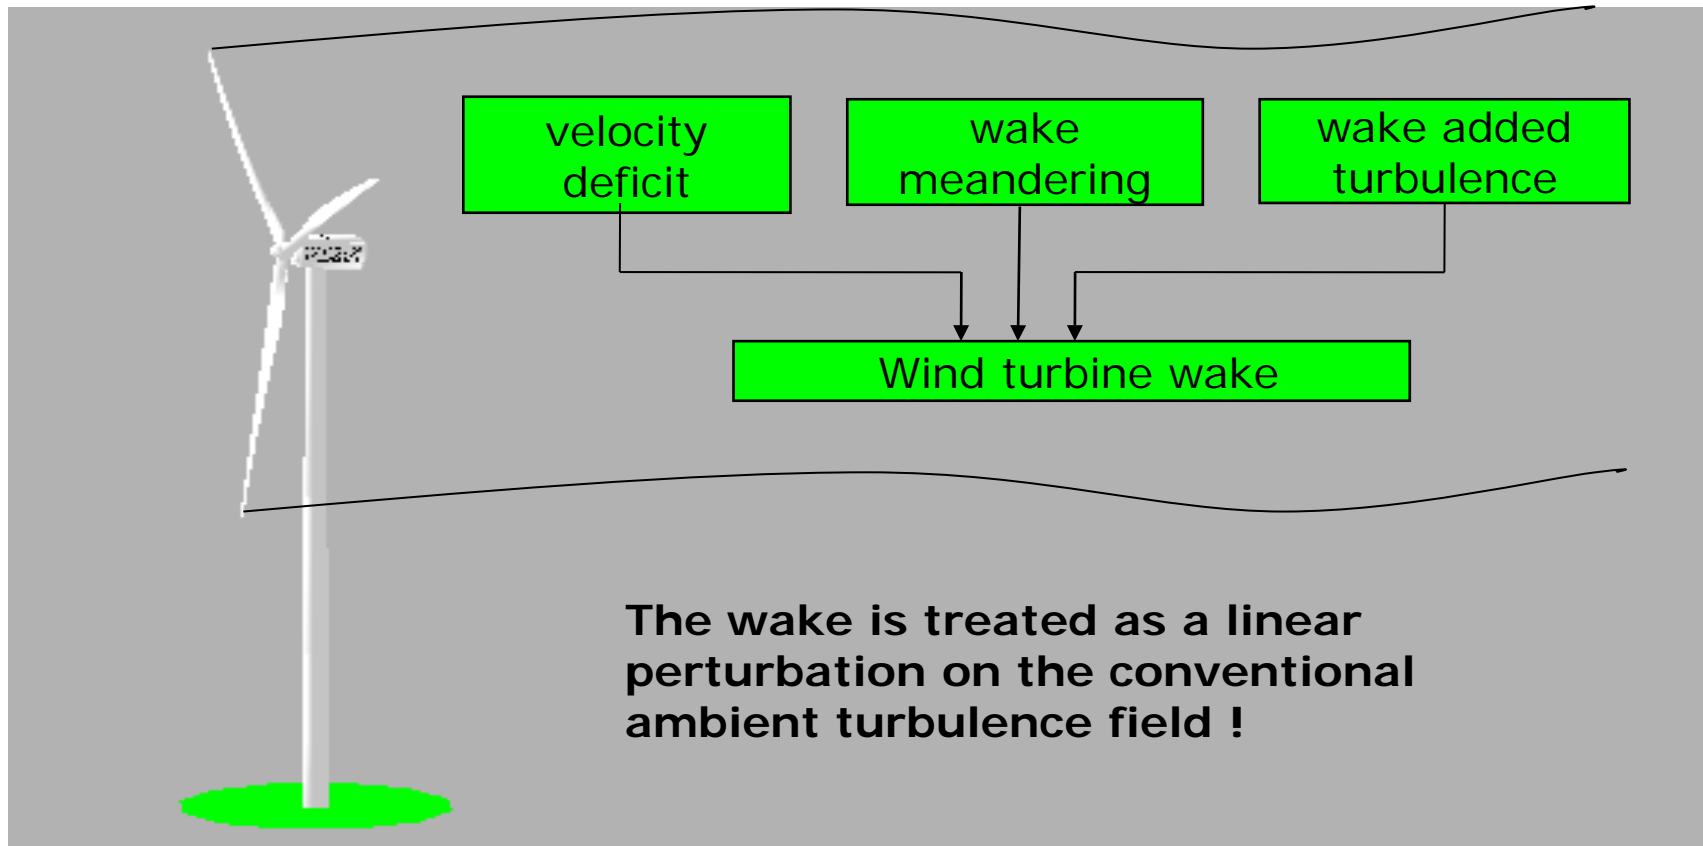 velocity
deficit
wake
meandering
wake added
turbulence
Wind turbine wake
The wake is treated as a linear
perturbation on the conventional
ambient turbulence field !